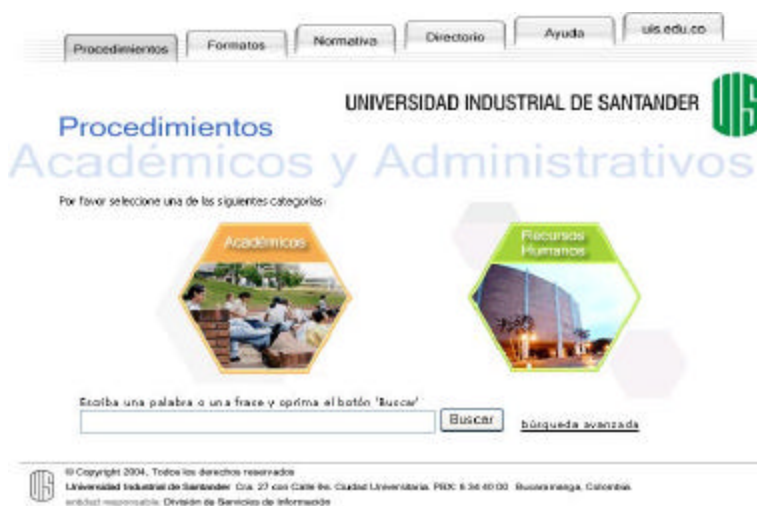 Procedimientos Formatos Normativa Directorio Ayuda uis.edu.co
UNIVERSIDAD INDUSTRIAL DE SANTANDER UIS
Procedimientos
Académicos y Administrativos
Por favor seleccione una de las siguientes categorías:
Académicos
Recursos
Humanos
Escriba una palabra o una frase y oprima el botón 'Buscar'
Buscar búsqueda avanzada
© Copyright 2004, Todos los derechos reservados
Universidad Industrial de Santander Cra. 27 con Calle 9a. Ciudad Universitaria. PBX: 6 34 40 00 Bucaramanga, Colombia
entidad responsable: División de Servicios de Información